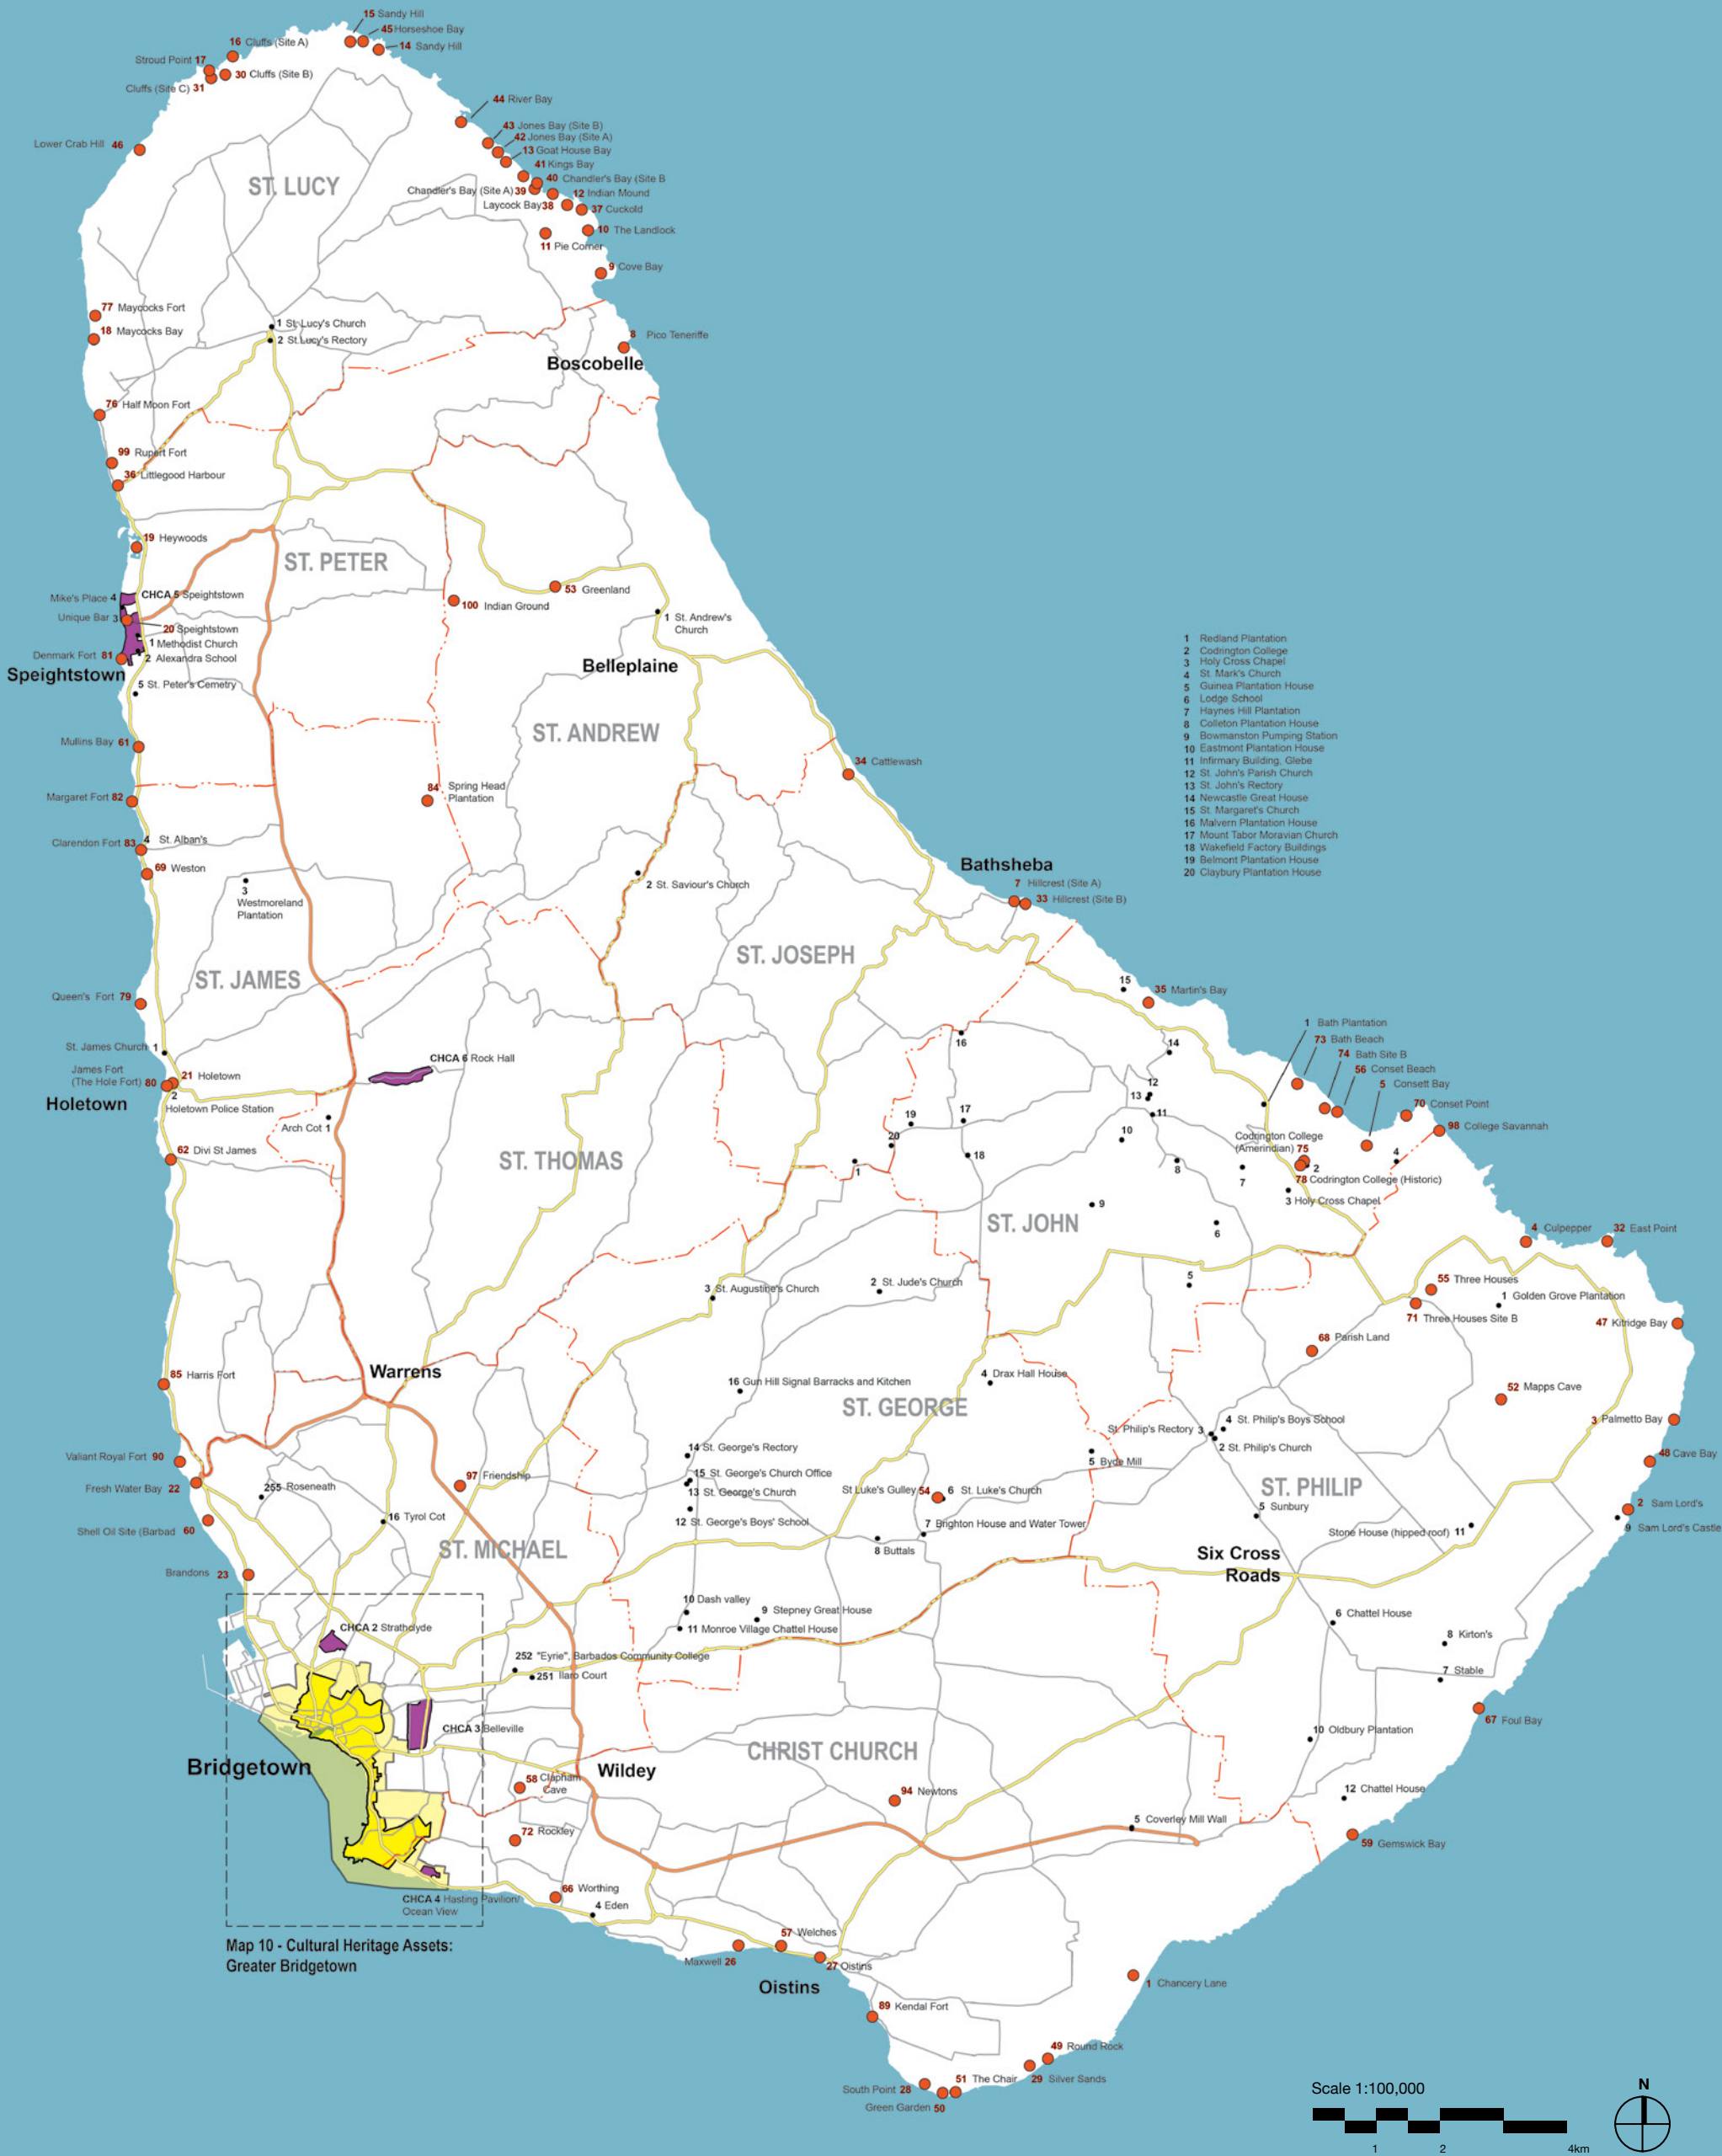 15 Sandy Hill
45 Horseshoe Bay
14 Sandy Hill
16 Cluffs (Site A)
Stroud Point 17
30 Cluffs (Site B)
Cluffs (Site C) 31
44 River Bay
43 Jones Bay (Site B)
42 Jones Bay (Site A)
13 Goat House Bay
Lower Crab Hill 46
41 Kings Bay
40 Chandler's Bay (Site B
Chandler's Bay (Site A) 39
12 Indian Mound
Laycock Bay 38
37 Cuckold
ST. LUCY
10 The Landlock
11 Pie Corner
9 Cove Bay
77 Maycocks Fort
18 Maycocks Bay
1 St. Lucy's Church
2 St. Lucy's Rectory
8 Pico Teneriffe
Boscobelle
76 Half Moon Fort
99 Rupert Fort
36 Littlegood Harbour
19 Heywoods
ST. PETER
Mike's Place 4
CHCA 5 Speightstown
53 Greenland
100 Indian Ground
Unique Bar 3
20 Speightstown
1 Methodist Church
Denmark Fort 81
2 Alexandra School
Speightstown
5 St. Peter's Cemetry
1 St. Andrew's
Church
Belleplaine
ST. ANDREW
Mullins Bay 61
34 Cattlewash
Margaret Fort 82
84 Spring Head
Plantation
Clarendon Fort 83
4 St. Alban's
69 Weston
3
Westmoreland
Plantation
2 St. Saviour's Church
1 Redland Plantation
2 Codrington College
3 Holy Cross Chapel
4 St. Mark's Church
5 Guinea Plantation House
6 Lodge School
7 Haynes Hill Plantation
8 Colleton Plantation House
9 Bowmanston Pumping Station
10 Eastmont Plantation House
11 Infirmary Building, Glebe
12 St. John's Parish Church
13 St. John's Rectory
14 Newcastle Great House
15 St. Margaret's Church
16 Malvern Plantation House
17 Mount Tabor Moravian Church
18 Wakefield Factory Buildings
19 Belmont Plantation House
20 Claybury Plantation House
Bathsheba
7 Hillcrest (Site A)
33 Hillcrest (Site B)
ST. JOSEPH
ST. JAMES
Queen's Fort 79
15
35 Martin's Bay
St. James Church 1
James Fort
(The Hole Fort) 80
21 Holetown
2
Holetown
Holetown Police Station
Arch Cot 1
CHCA 6 Rock Hall
62 Divi St James
ST. THOMAS
16
14
12
13
11
10
19
17
20
18
1
8
7
9
6
5
1 Bath Plantation
73 Bath Beach
74 Bath Site B
56 Conset Beach
5 Consett Bay
70 Conset Point
98 College Savannah
Codrington College
(Amerindian) 75
2
4
78 Codrington College (Historic)
3 Holy Cross Chapel
ST. JOHN
4 Culpepper
32 East Point
3 St. Augustine's Church
2 St. Jude's Church
55 Three Houses
1 Golden Grove Plantation
71 Three Houses Site B
47 Kitridge Bay
68 Parish Land
Warrens
85 Harris Fort
4 Drax Hall House
16 Gun Hill Signal Barracks and Kitchen
52 Mapps Cave
ST. GEORGE
3 Palmetto Bay
St. Philip's Rectory 3
4 St. Philip's Boys School
2 St. Philip's Church
48 Cave Bay
Valiant Royal Fort 90
14 St. George's Rectory
5 Byde Mill
Fresh Water Bay 22
97 Friendship
15 St. George's Church Office
13 St. George's Church
255 Roseneath
St Luke's Gulley 54
6 St. Luke's Church
ST. PHILIP
5 Sunbury
2 Sam Lord's
9 Sam Lord's Castle
Shell Oil Site (Barbad 60
16 Tyrol Cot
12 St. George's Boys' School
7 Brighton House and Water Tower
Stone House (hipped roof) 11
8 Buttals
ST. MICHAEL
Six Cross
Roads
Brandons 23
10 Dash valley
9 Stepney Great House
11 Monroe Village Chattel House
6 Chattel House
8 Kirton's
7 Stable
CHCA 2 Strathclyde
252 "Eyrie", Barbados Community College
251 Ilaro Court
CHCA 3 Belleville
67 Foul Bay
10 Oldbury Plantation
CHRIST CHURCH
Bridgetown
Wildey
58 Clapham
Cave
94 Newtons
12 Chattel House
72 Rockley
5 Coverley Mill Wall
59 Gemswick Bay
66 Worthing
CHCA 4 Hasting Pavilion/
Ocean View
4 Eden
Map 10 - Cultural Heritage Assets:
Greater Bridgetown
57 Welches
Maxwell 26
27 Oistins
Oistins
1 Chancery Lane
89 Kendal Fort
49 Round Rock
51 The Chair
29 Silver Sands
South Point 28
Green Garden 50
Scale 1:100,000
1
2
4km
N